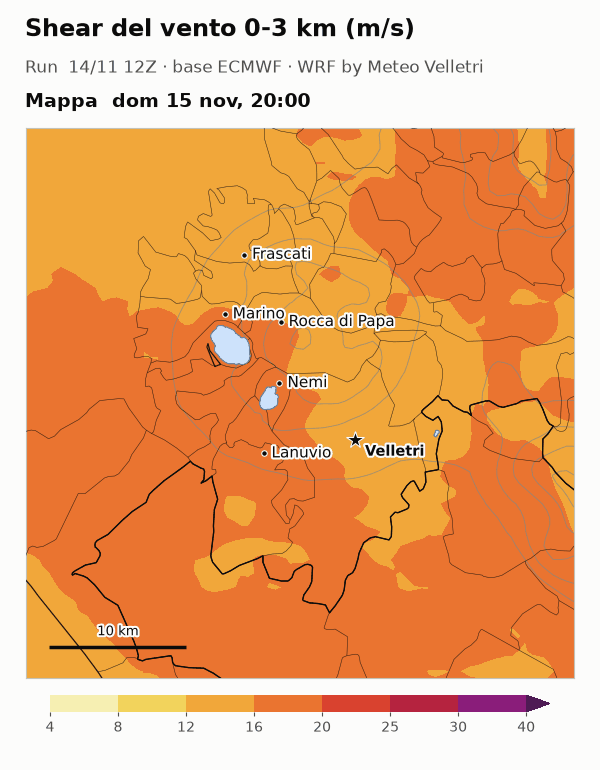 Shear del vento 0-3 km (m/s)
Run  14/11 12Z · base ECMWF · WRF by Meteo Velletri
Mappa  dom 15 nov, 20:00
Frascati
Marino
Rocca di Papa
Nemi
Velletri
Lanuvio
10 km
4 8 12 16 20 25 30 40